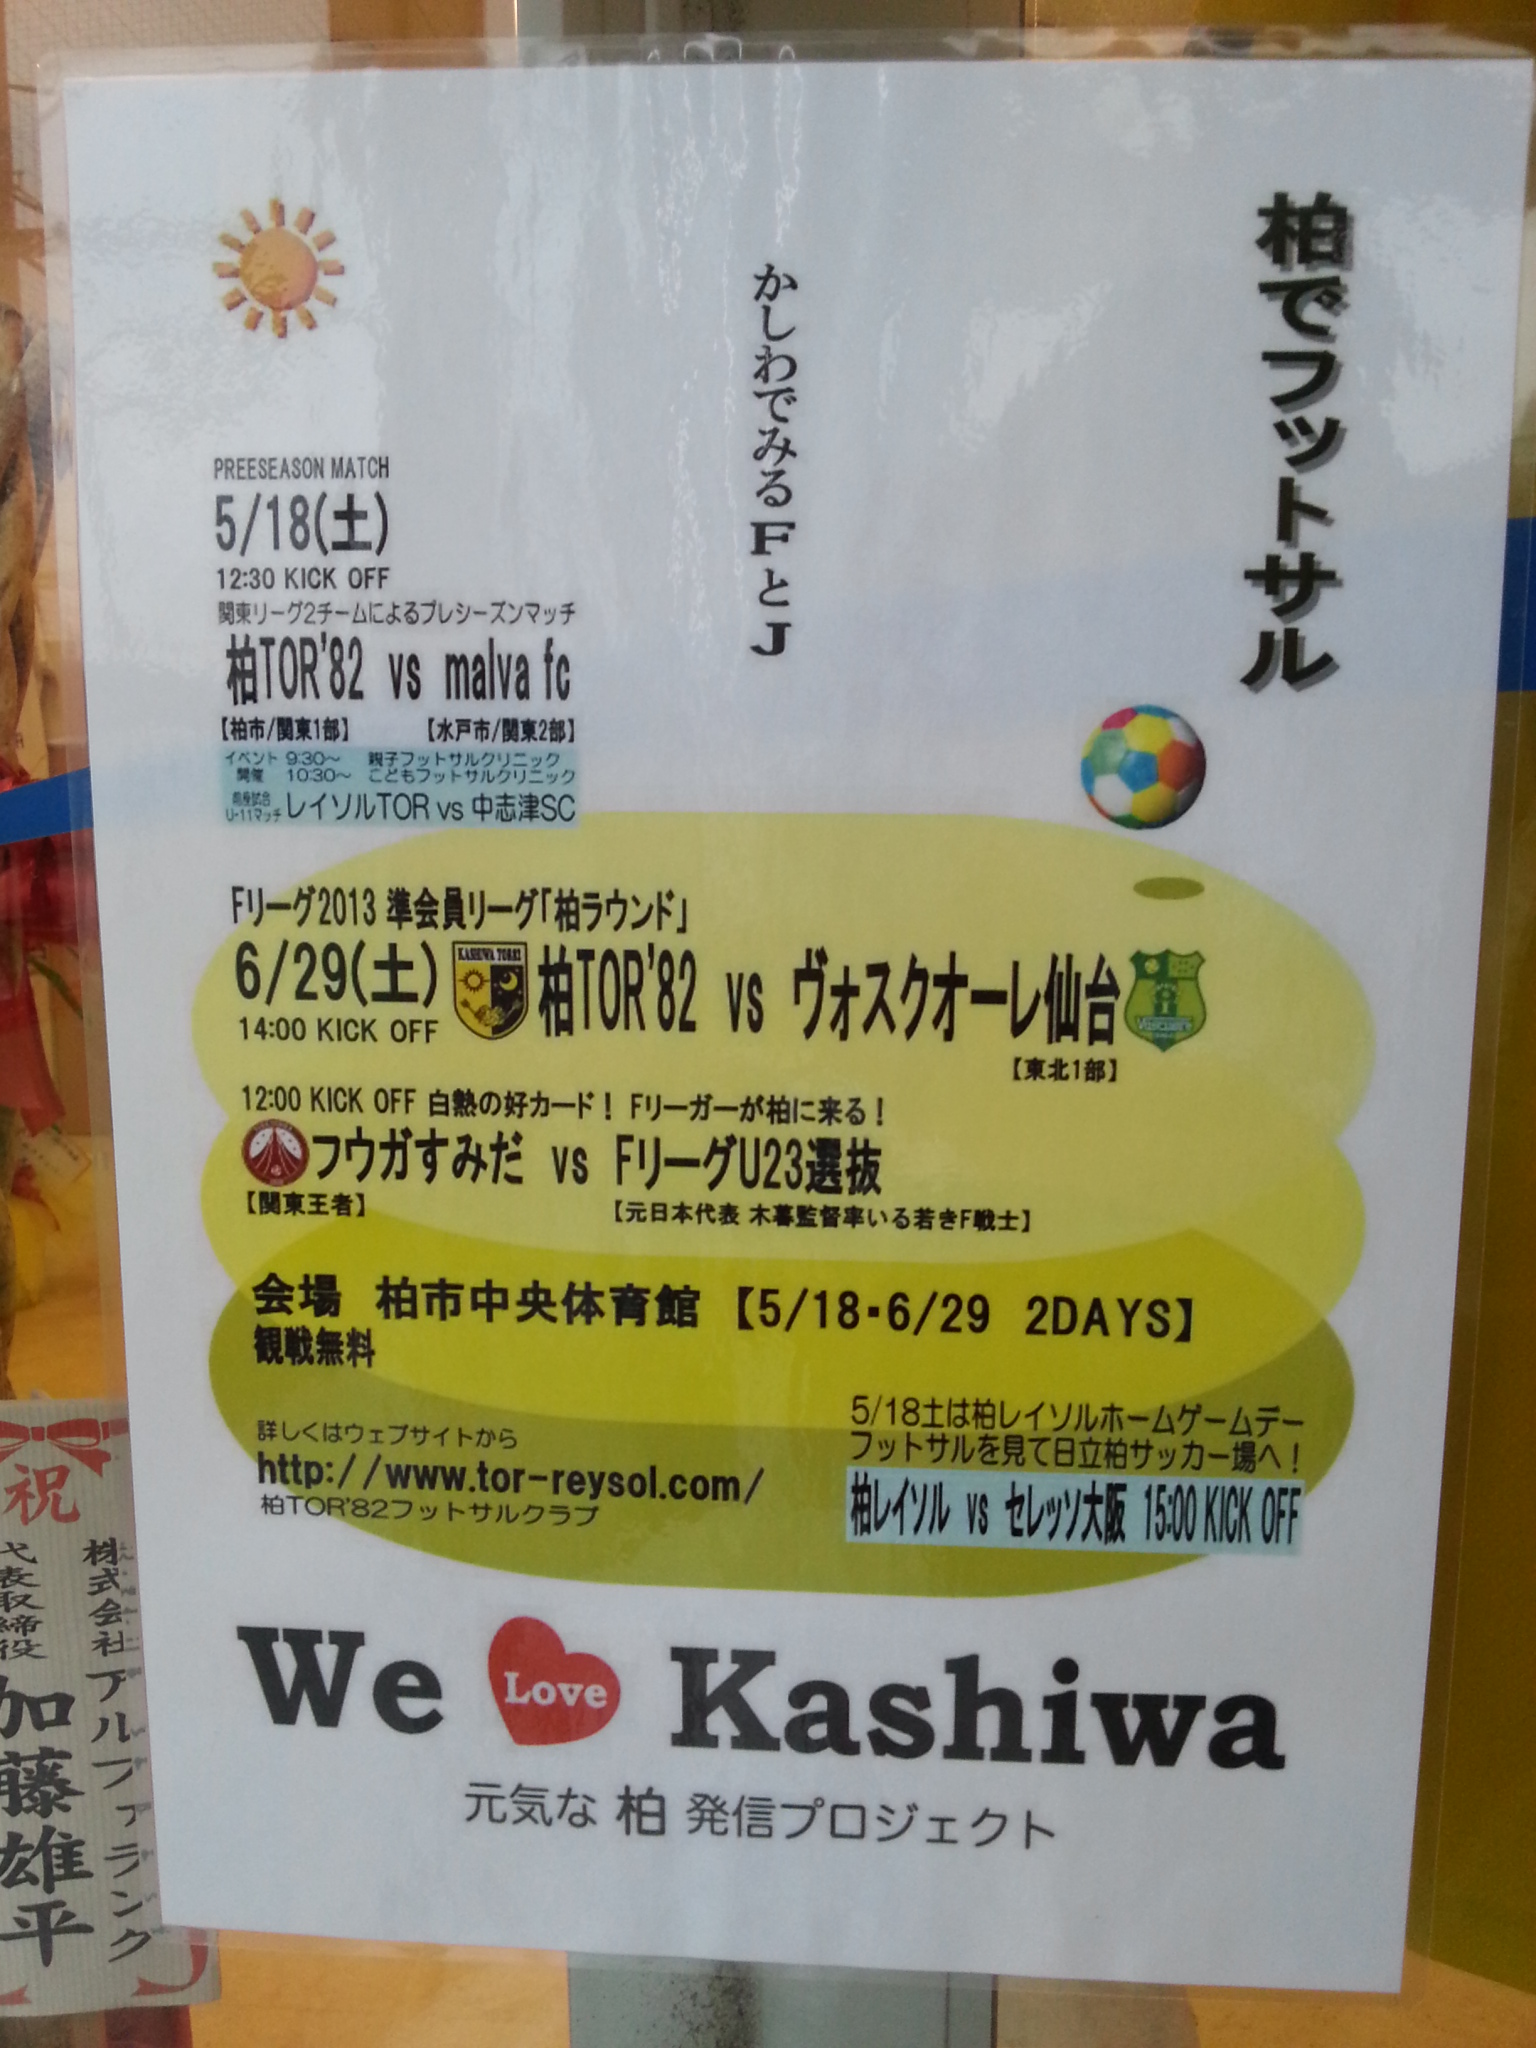 柏でフットサル
かしわでみるFとJ
PREESEASON MATCH
5/18(土)
12:30 KICK OFF
関東リーグ2チームによるプレシーズンマッチ
柏TOR'82 vs malva fc
【柏市/関東1部】 【水戸市/関東2部】
イベント 9:30～ 親子フットサルクリニック
開催 10:30～ こどもフットサルクリニック
前座試合
U-11マッチ レイソルTOR vs 中志津SC
Fリーグ2013 準会員リーグ「柏ラウンド」
6/29(土) KASHIWA TOR82 柏TOR'82 vs ヴォスクオーレ仙台 Voscuore
14:00 KICK OFF
【東北1部】
12:00 KICK OFF 白熱の好カード！ Fリーガーが柏に来る！
フウガすみだ vs FリーグU23選抜
【関東王者】 【元日本代表 木暮監督率いる若きF戦士】
会場 柏市中央体育館 【5/18・6/29 2DAYS】
観戦無料
詳しくはウェブサイトから
http://www.tor-reysol.com/
柏TOR'82フットサルクラブ
5/18土は柏レイソルホームゲームデー
フットサルを見て日立柏サッカー場へ！
柏レイソル vs セレッソ大阪 15:00 KICK OFF
We Love Kashiwa
元気な 柏 発信プロジェクト
祝
株式会社アルファランク
代表取締役 加藤雄平